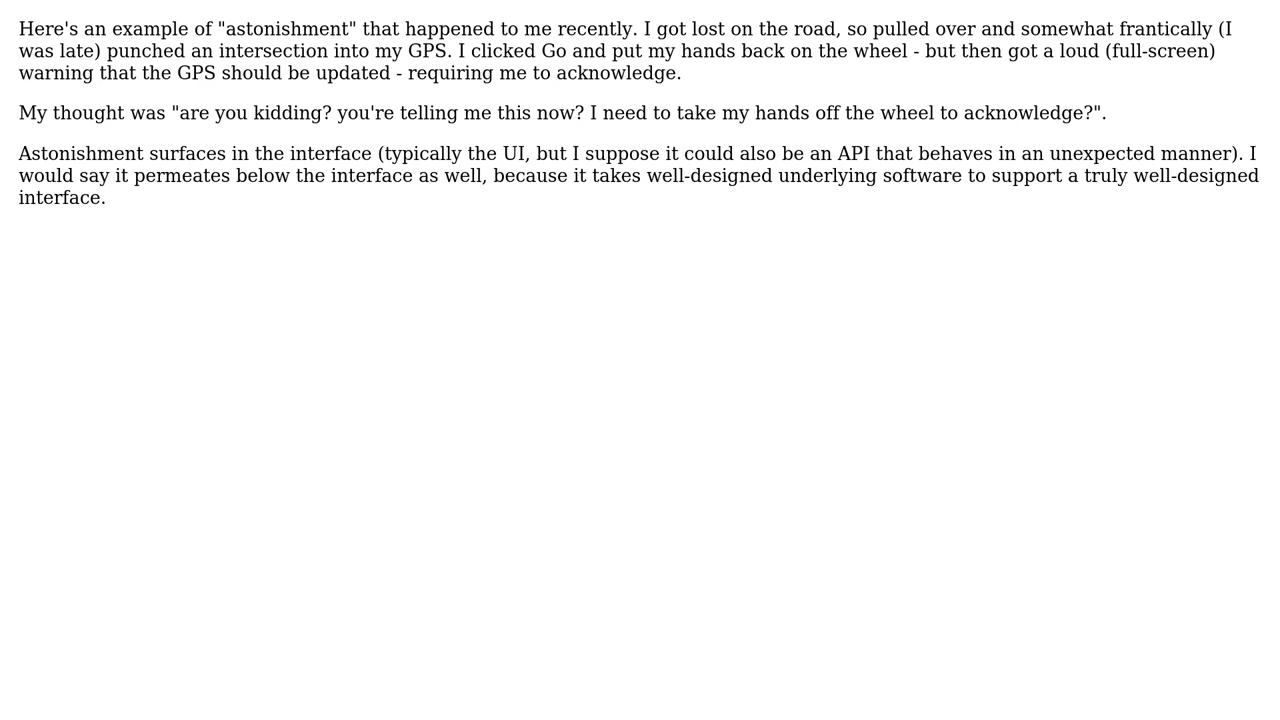 Here's an example of "astonishment" that happened to me recently. I got lost on the road, so pulled over and somewhat frantically (I
was late) punched an intersection into my GPS. I clicked Go and put my hands back on the wheel - but then got a loud (full-screen)
warning that the GPS should be updated - requiring me to acknowledge.
My thought was "are you kidding? you're telling me this now? I need to take my hands off the wheel to acknowledge?".
Astonishment surfaces in the interface (typically the UI, but I suppose it could also be an API that behaves in an unexpected manner). I
would say it permeates below the interface as well, because it takes well-designed underlying software to support a truly well-designed
interface.